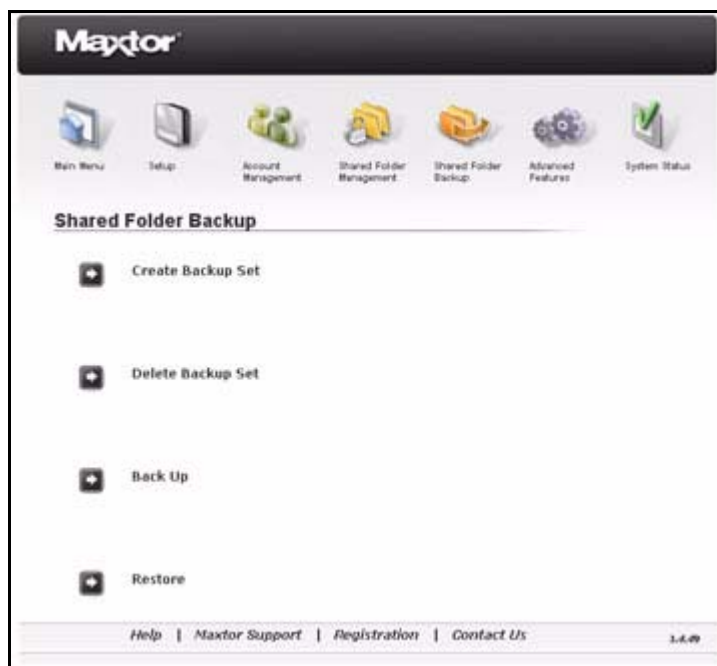 Maxtor
Main Menu
Setup
Account Management
Shared Folder Management
Shared Folder Backup
Advanced Features
System Status
Shared Folder Backup
Create Backup Set
Delete Backup Set
Back Up
Restore
Help | Maxtor Support | Registration | Contact Us